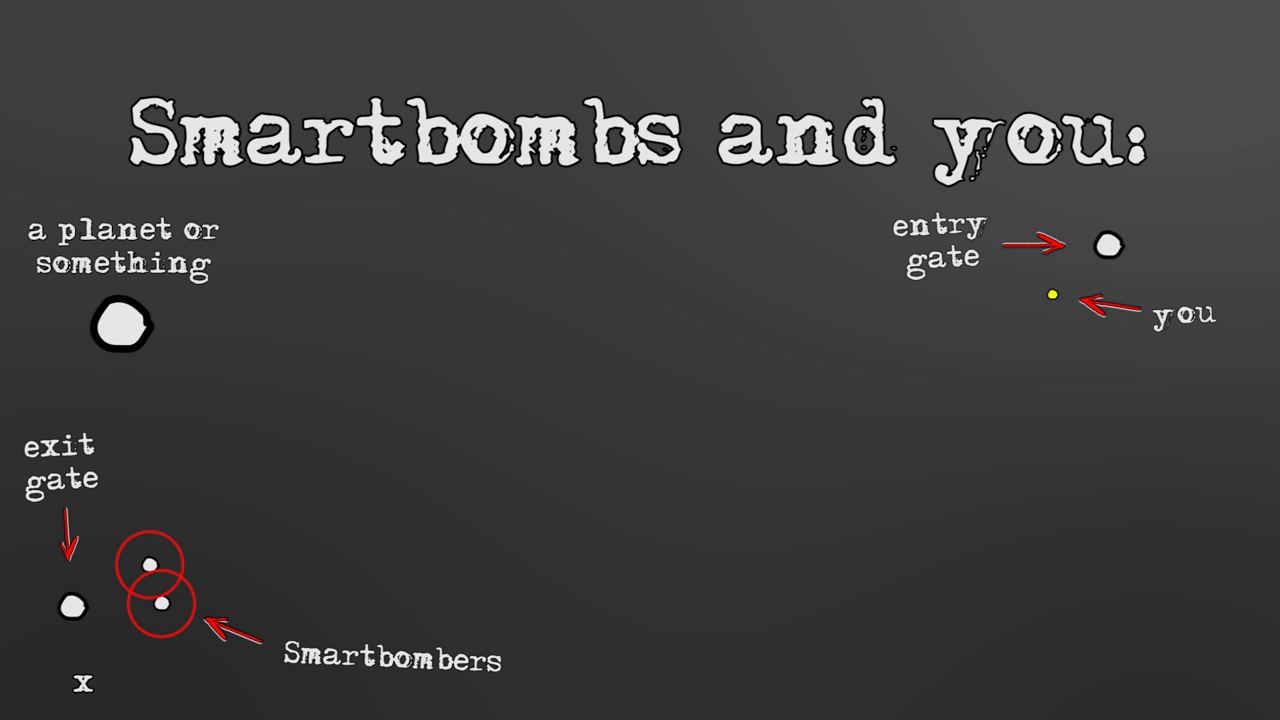 Smartbombs and you:
a planet or
something
entry
gate
you
exit
gate
Smartbombers
x